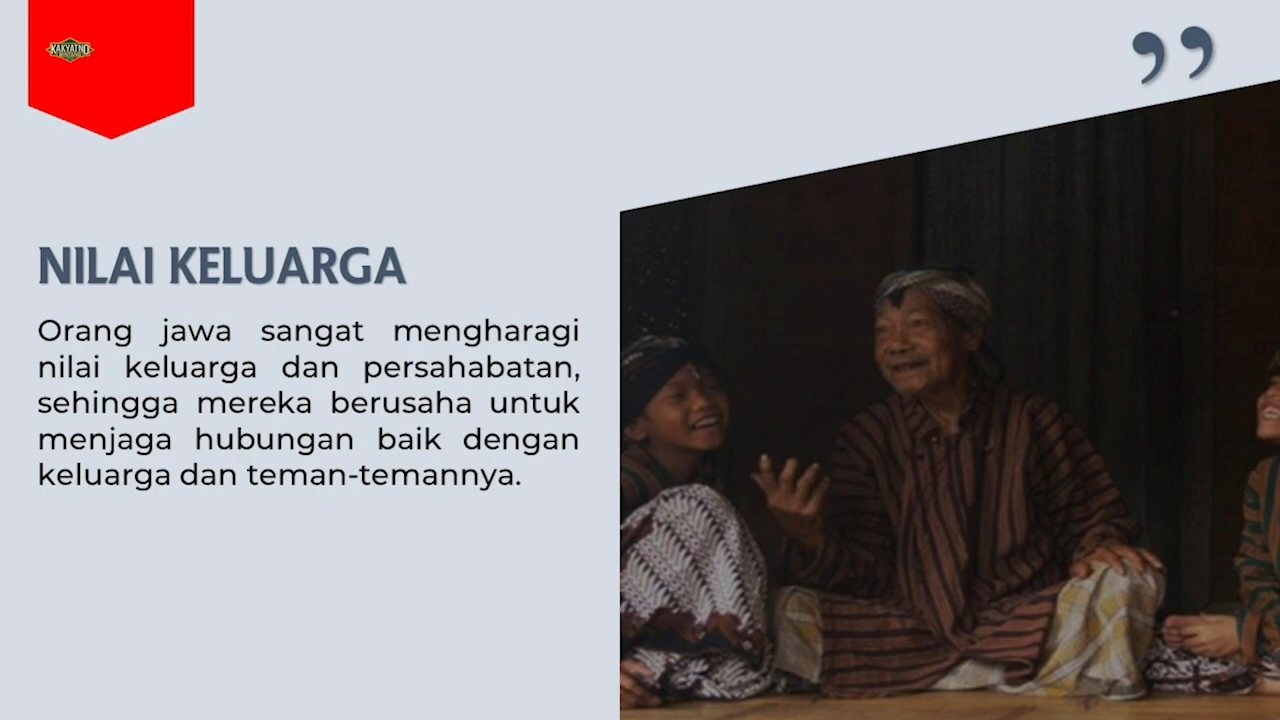 KAKYATNO
NILAI KELUARGA
Orang jawa sangat mengharagi
nilai keluarga dan persahabatan,
sehingga mereka berusaha untuk
menjaga hubungan baik dengan
keluarga dan teman-temannya.